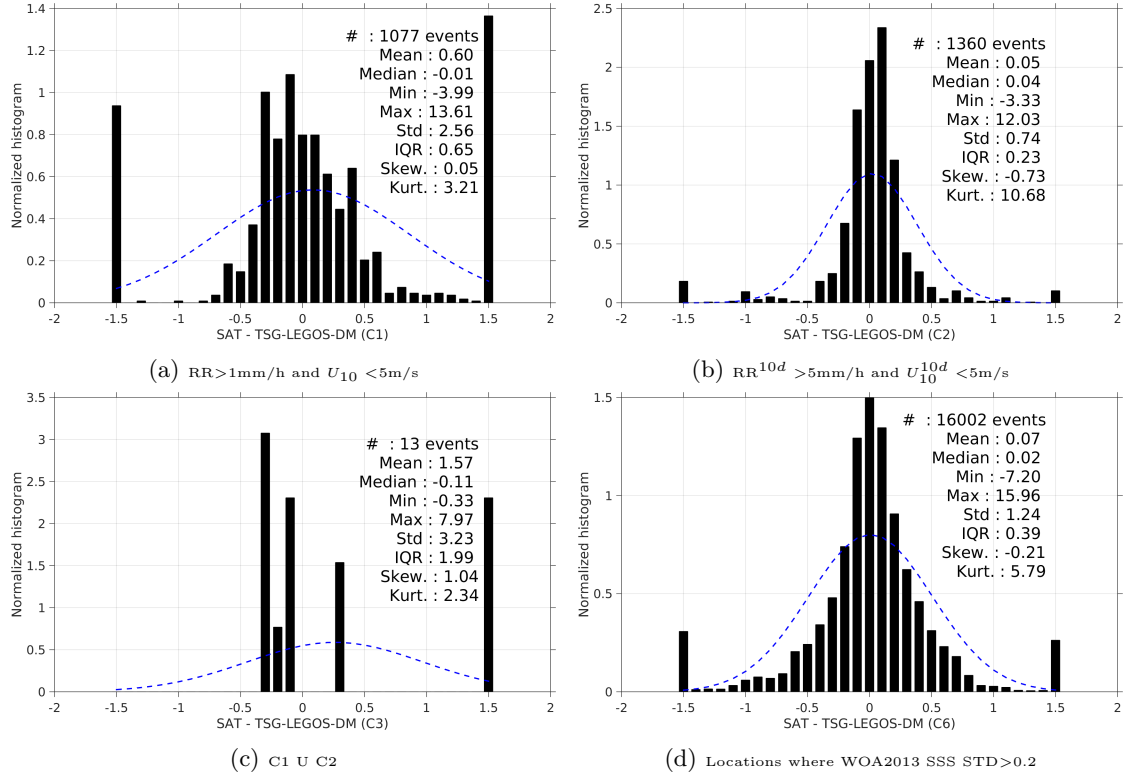 1.4
1.2
1
0.8
0.6
0.4
0.2
0
Normalized histogram
# : 1077 events
Mean : 0.60
Median : -0.01
Min : -3.99
Max : 13.61
Std : 2.56
IQR : 0.65
Skew. : 0.05
Kurt. : 3.21
-2 -1.5 -1 -0.5 0 0.5 1 1.5 2
SAT - TSG-LEGOS-DM (C1)
(a) RR>1mm/h and U10 <5m/s
2.5
2
1.5
1
0.5
0
Normalized histogram
# : 1360 events
Mean : 0.05
Median : 0.04
Min : -3.33
Max : 12.03
Std : 0.74
IQR : 0.23
Skew. : -0.73
Kurt. : 10.68
-2 -1.5 -1 -0.5 0 0.5 1 1.5 2
SAT - TSG-LEGOS-DM (C2)
(b) RR10d >5mm/h and U10 10d <5m/s
3.5
3
2.5
2
1.5
1
0.5
0
Normalized histogram
# : 13 events
Mean : 1.57
Median : -0.11
Min : -0.33
Max : 7.97
Std : 3.23
IQR : 1.99
Skew. : 1.04
Kurt. : 2.34
-2 -1.5 -1 -0.5 0 0.5 1 1.5 2
SAT - TSG-LEGOS-DM (C3)
(c) C1 U C2
1.5
1
0.5
0
Normalized histogram
# : 16002 events
Mean : 0.07
Median : 0.02
Min : -7.20
Max : 15.96
Std : 1.24
IQR : 0.39
Skew. : -0.21
Kurt. : 5.79
-2 -1.5 -1 -0.5 0 0.5 1 1.5 2
SAT - TSG-LEGOS-DM (C6)
(d) Locations where WOA2013 SSS STD>0.2